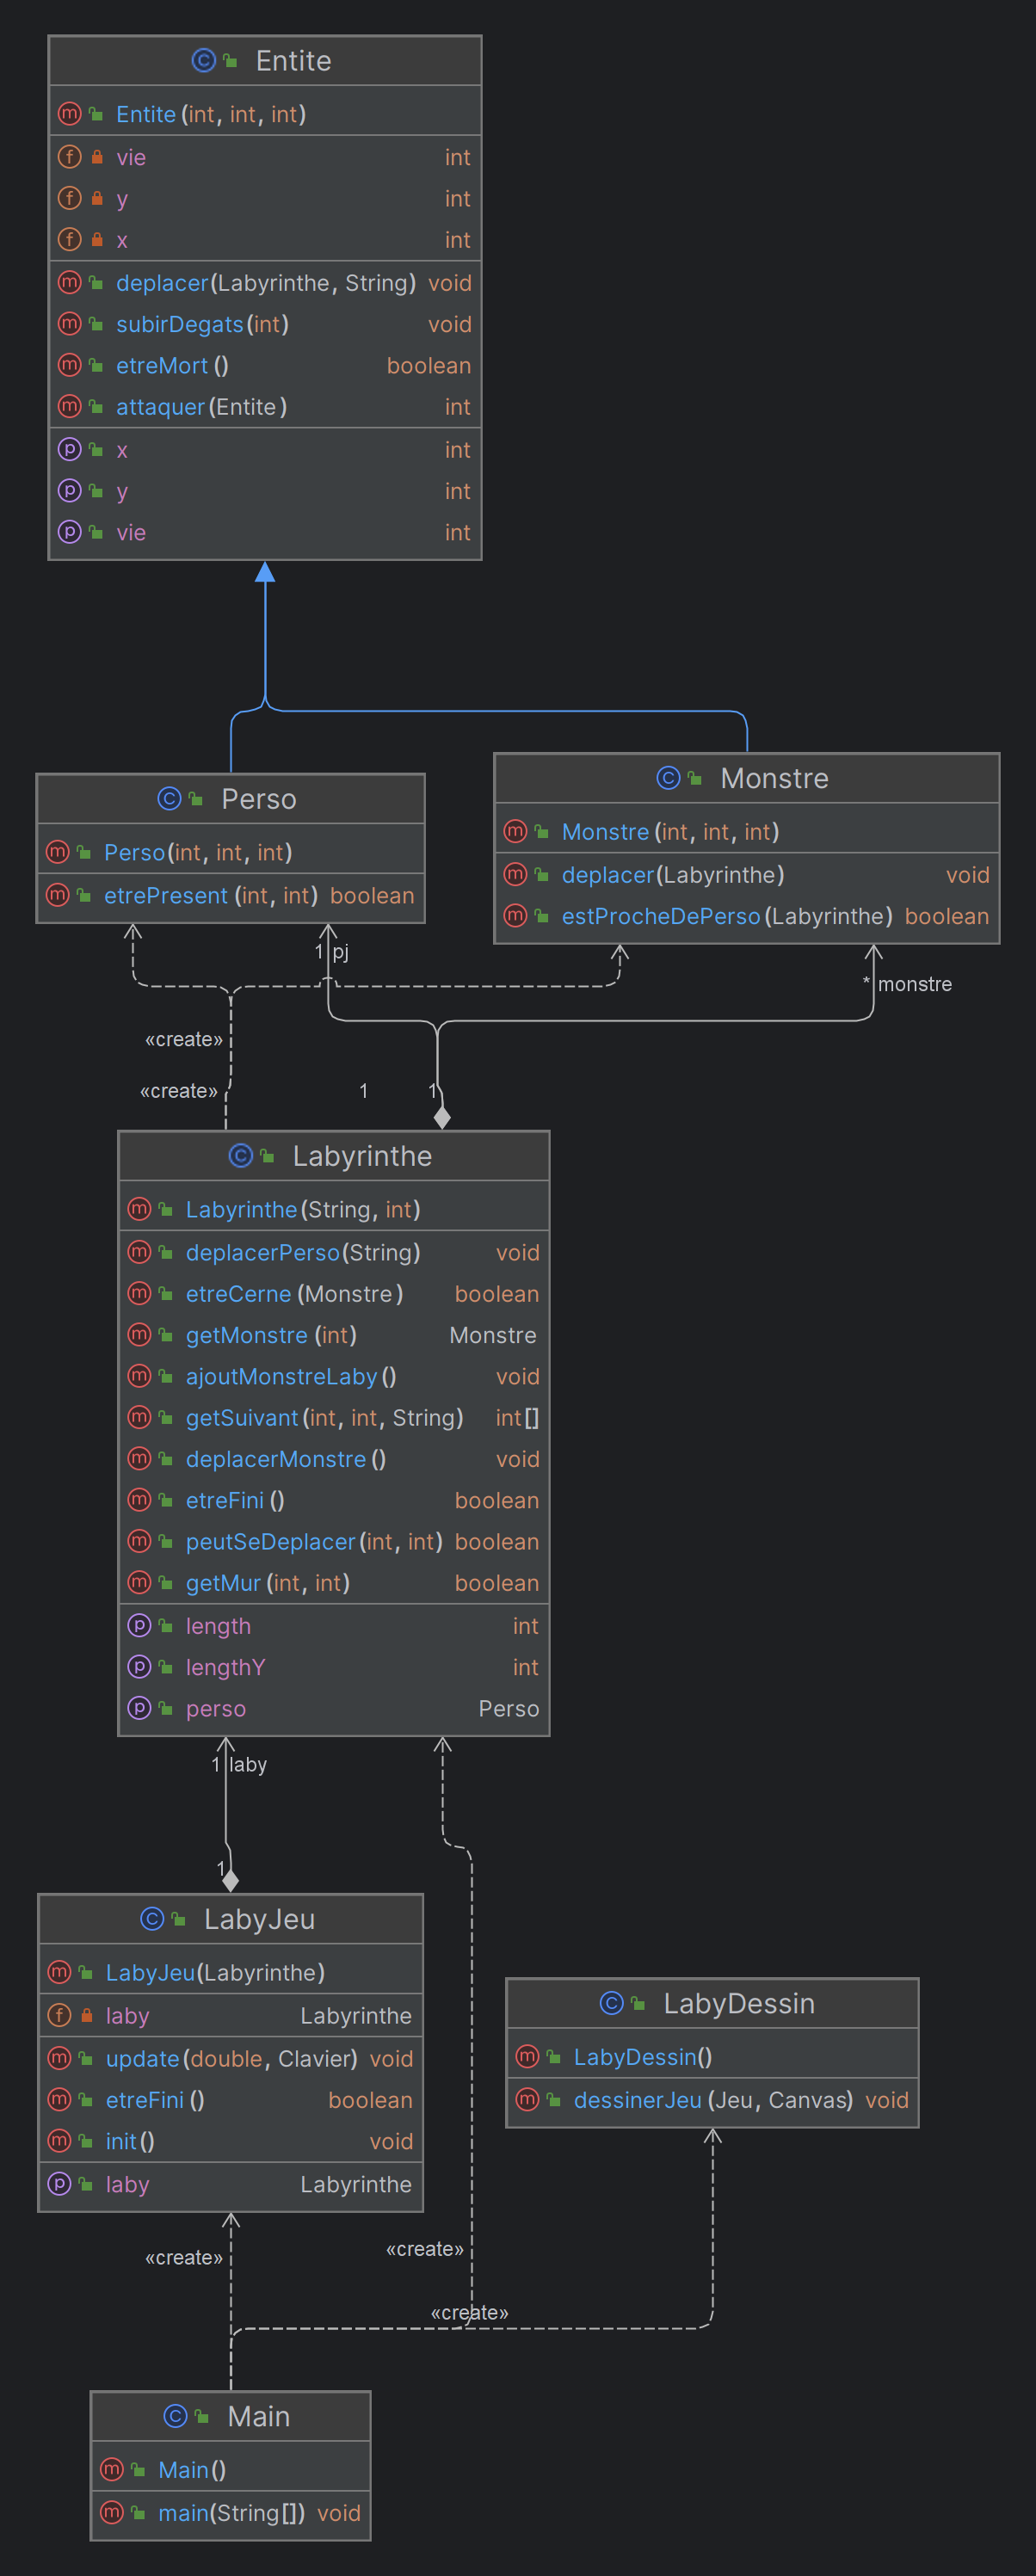 Entite
Entite(int, int, int)
vie int
y int
x int
deplacer(Labyrinthe, String) void
subirDegats(int) void
etreMort() boolean
attaquer(Entite) int
x int
y int
vie int
Perso
Perso(int, int, int)
etrePresent(int, int) boolean
Monstre
Monstre(int, int, int)
deplacer(Labyrinthe) void
estProcheDePerso(Labyrinthe) boolean
1 pj
* monstre
«create»
«create»
1
1
Labyrinthe
Labyrinthe(String, int)
deplacerPerso(String) void
etreCerne(Monstre) boolean
getMonstre(int) Monstre
ajoutMonstreLaby() void
getSuivant(int, int, String) int[]
deplacerMonstre() void
etreFini() boolean
peutSeDeplacer(int, int) boolean
getMur(int, int) boolean
length int
lengthY int
perso Perso
1 laby
1
LabyJeu
LabyJeu(Labyrinthe)
laby Labyrinthe
update(double, Clavier) void
etreFini() boolean
init() void
laby Labyrinthe
LabyDessin
LabyDessin()
dessinerJeu(Jeu, Canvas) void
«create»
«create»
«create»
Main
Main()
main(String[]) void